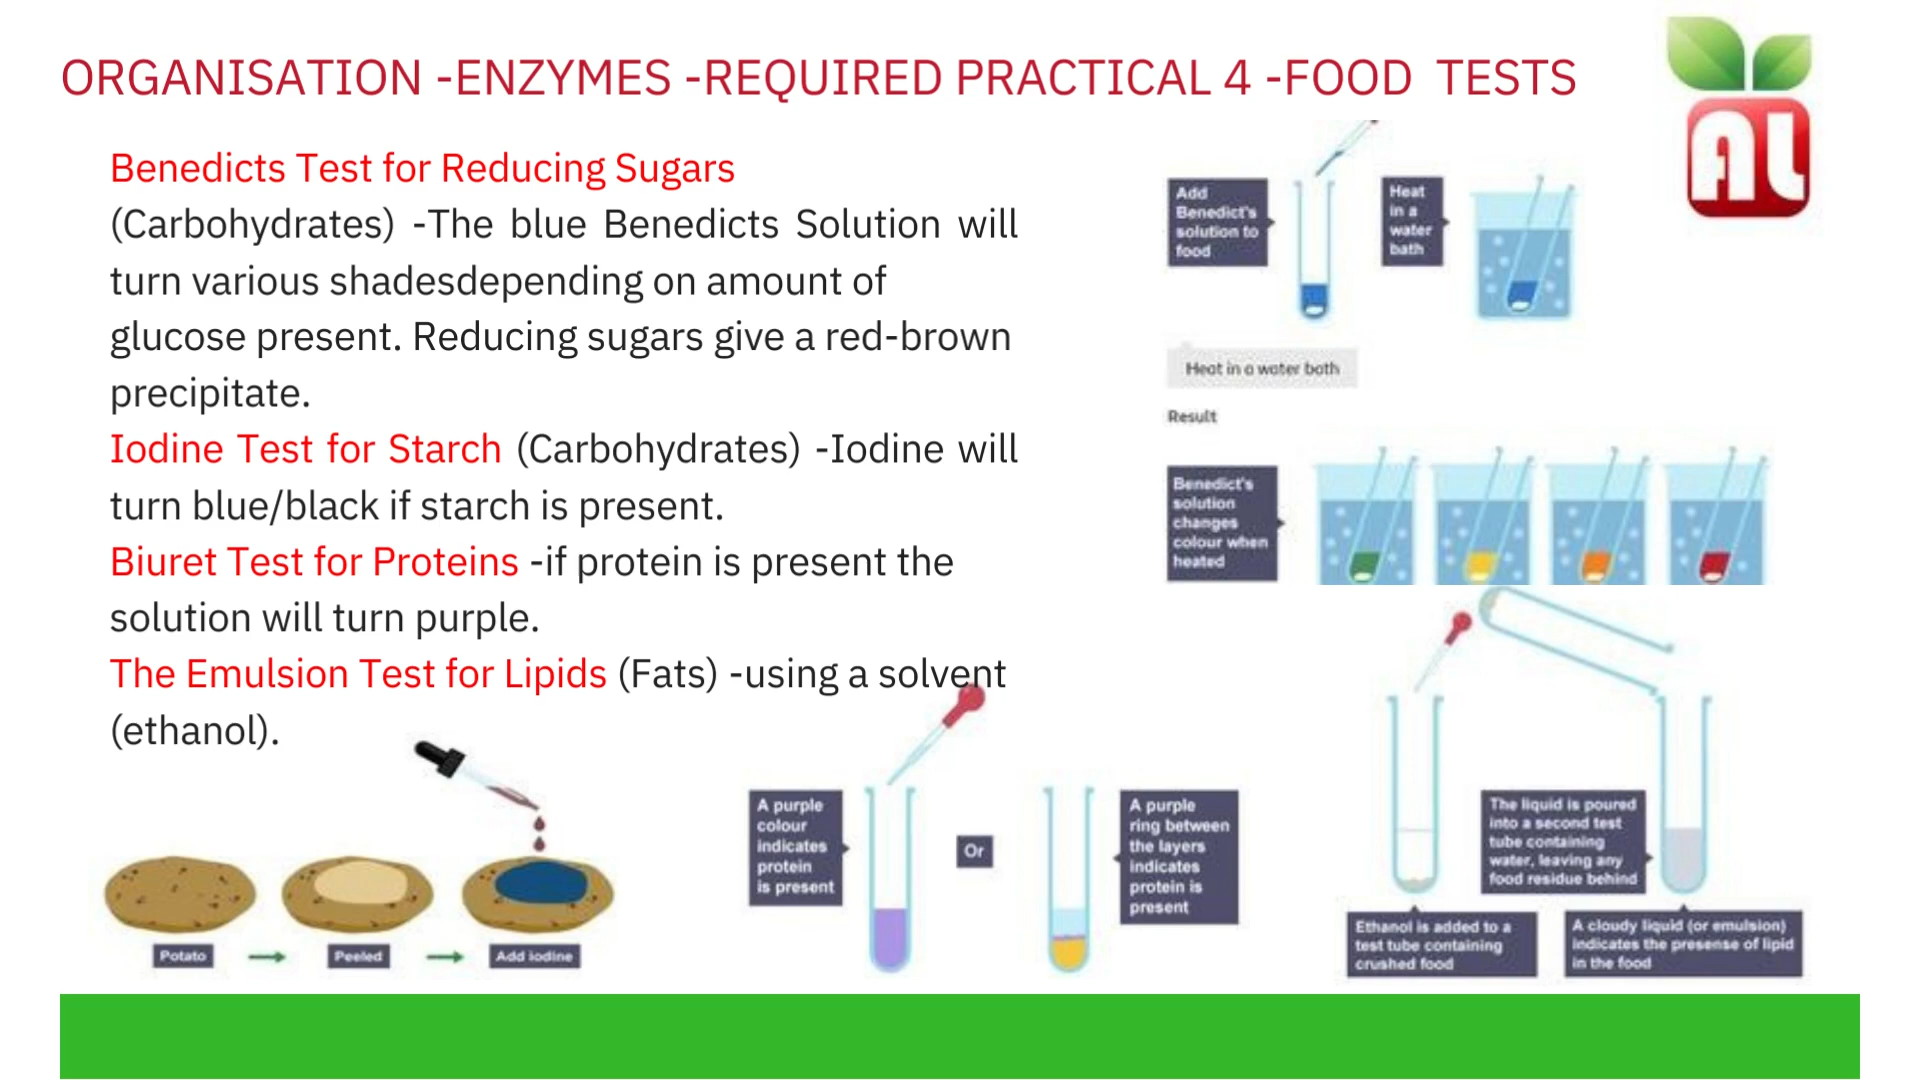 ORGANISATION -ENZYMES -REQUIRED PRACTICAL 4 -FOOD TESTS
AL
Benedicts Test for Reducing Sugars
(Carbohydrates) -The blue Benedicts Solution will
turn various shadesdepending on amount of
glucose present. Reducing sugars give a red-brown
precipitate.
Iodine Test for Starch (Carbohydrates) -Iodine will
turn blue/black if starch is present.
Biuret Test for Proteins -if protein is present the
solution will turn purple.
The Emulsion Test for Lipids (Fats) -using a solvent
(ethanol).
Add
Benedict's
solution to
food
Heat
in a
water
bath
Heat in a water bath
Result
Benedict's
solution
changes
colour when
heated
Potato
Peeled
Add iodine
A purple
colour
indicates
protein
is present
Or
A purple
ring between
the layers
indicates
protein is
present
The liquid is poured
into a second test
tube containing
water, leaving any
food residue behind
Ethanol is added to a
test tube containing
crushed food
A cloudy liquid (or emulsion)
indicates the presense of lipid
in the food